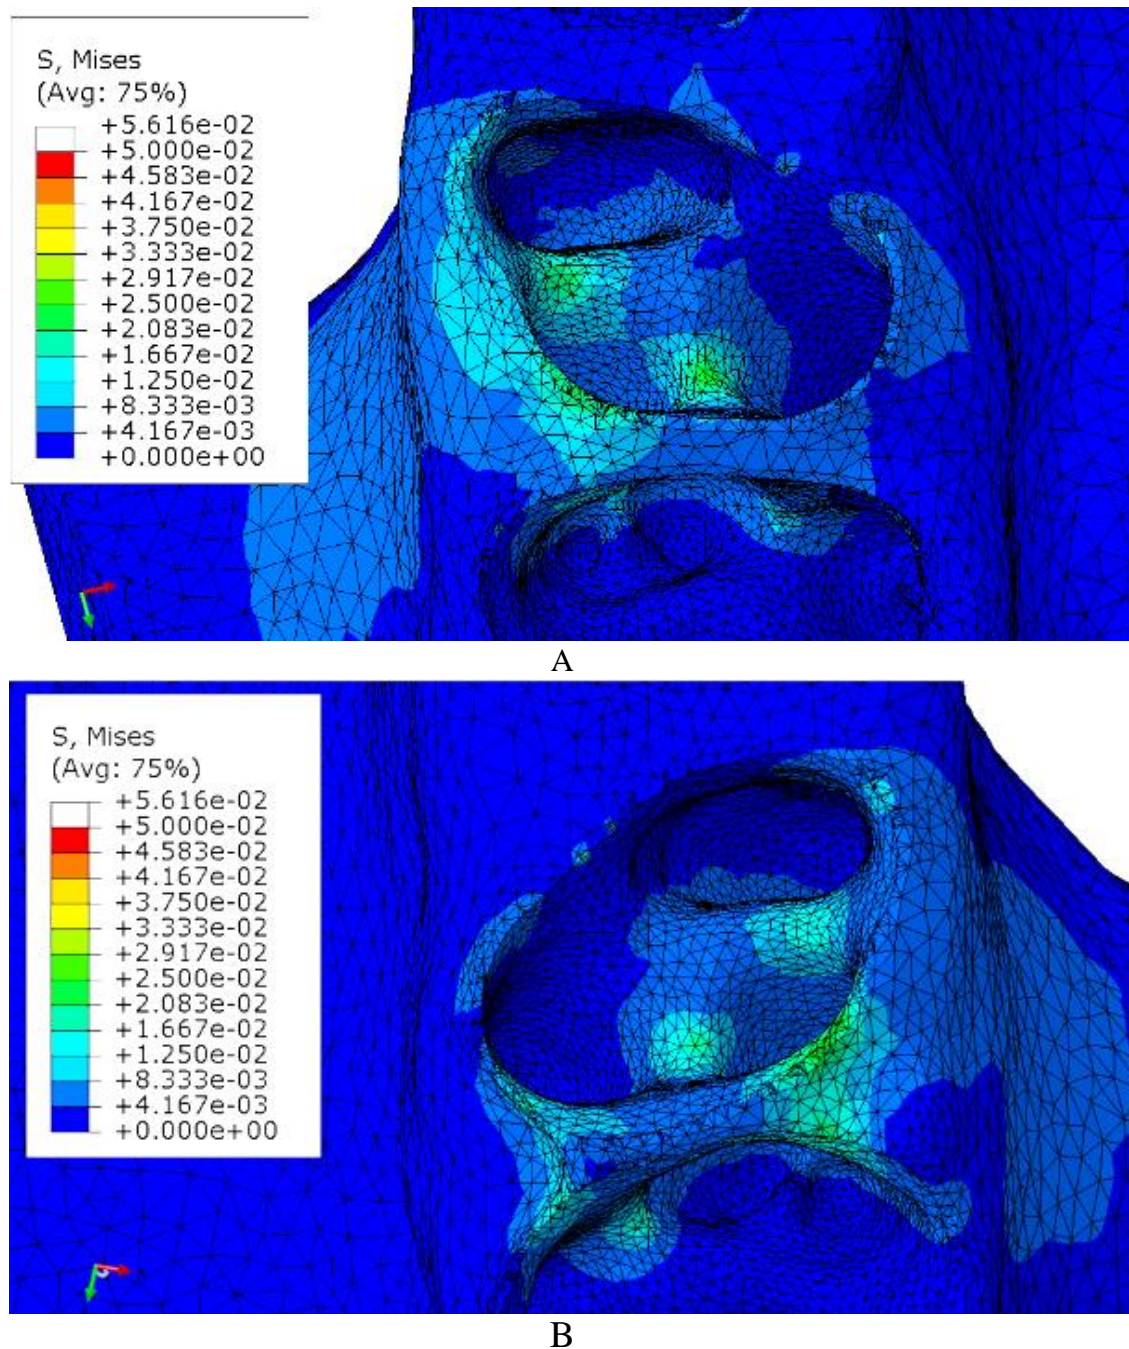 S, Mises
(Avg: 75%)
+5.616e-02
+5.000e-02
+4.583e-02
+4.167e-02
+3.750e-02
+3.333e-02
+2.917e-02
+2.500e-02
+2.083e-02
+1.667e-02
+1.250e-02
+8.333e-03
+4.167e-03
+0.000e+00
A
S, Mises
(Avg: 75%)
+5.616e-02
+5.000e-02
+4.583e-02
+4.167e-02
+3.750e-02
+3.333e-02
+2.917e-02
+2.500e-02
+2.083e-02
+1.667e-02
+1.250e-02
+8.333e-03
+4.167e-03
+0.000e+00
B